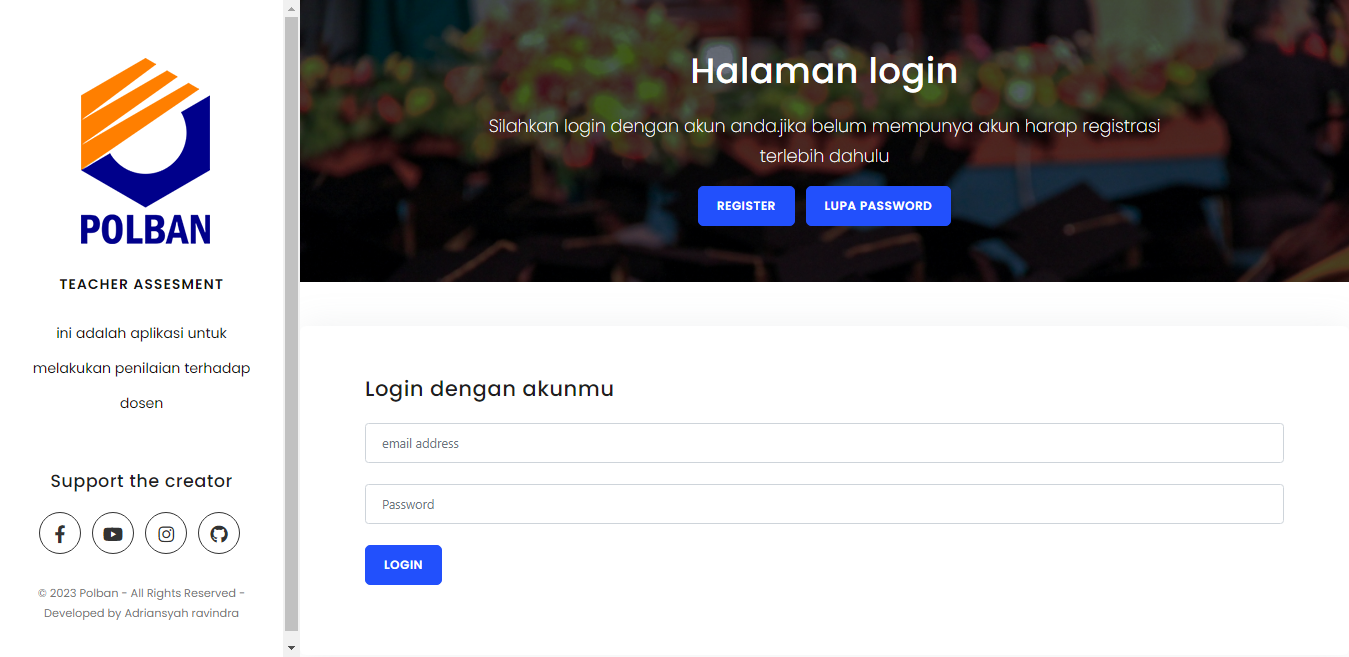 POLBAN
TEACHER ASSESMENT
ini adalah aplikasi untuk
melakukan penilaian terhadap
dosen
Support the creator
© 2023 Polban - All Rights Reserved -
Developed by Adriansyah ravindra
Halaman login
Silahkan login dengan akun anda,jika belum mempunya akun harap registrasi
terlebih dahulu
REGISTER
LUPA PASSWORD
Login dengan akunmu
email address
Password
LOGIN